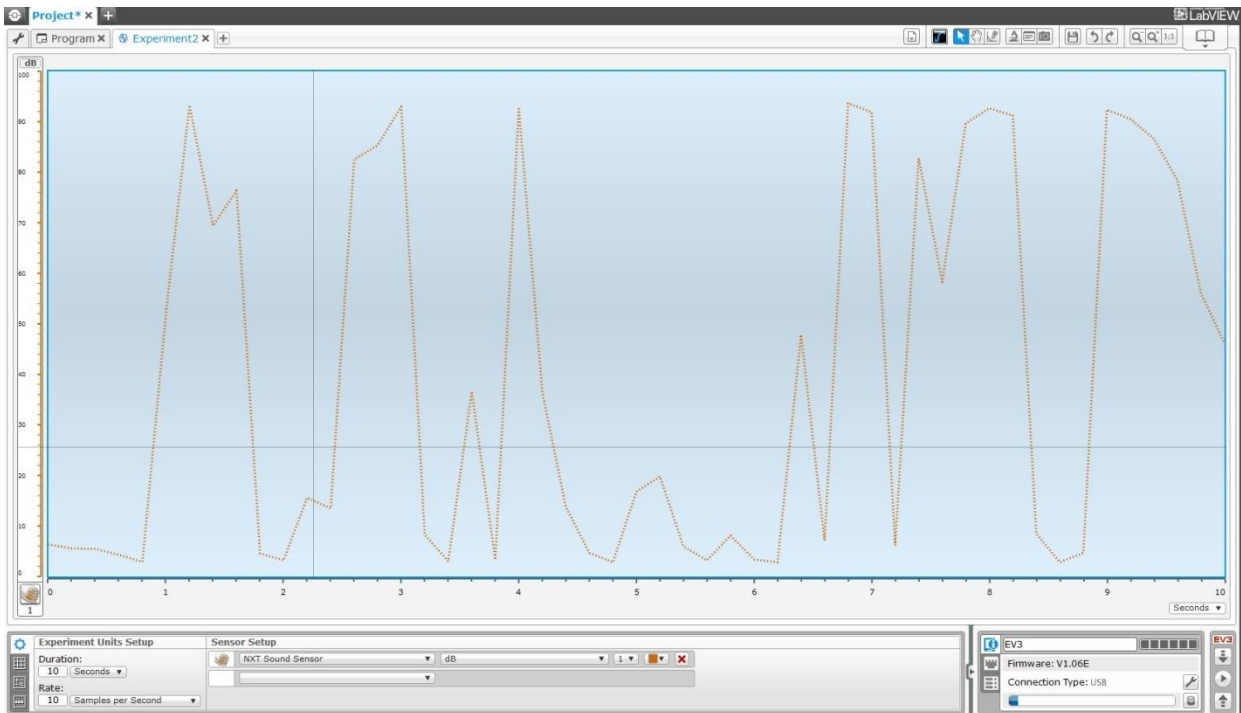 Project* × +
LabVIEW
Program × Experiment2 × +
1:1
dB
100
90
80
70
60
50
40
30
20
10
0
0 1 2 3 4 5 6 7 8 9 10
1
Seconds
Experiment Units Setup
Duration:
10 Seconds
Rate:
10 Samples per Second
Sensor Setup
NXT Sound Sensor dB 1
EV3
Firmware: V1.06E
Connection Type: USB
EV3